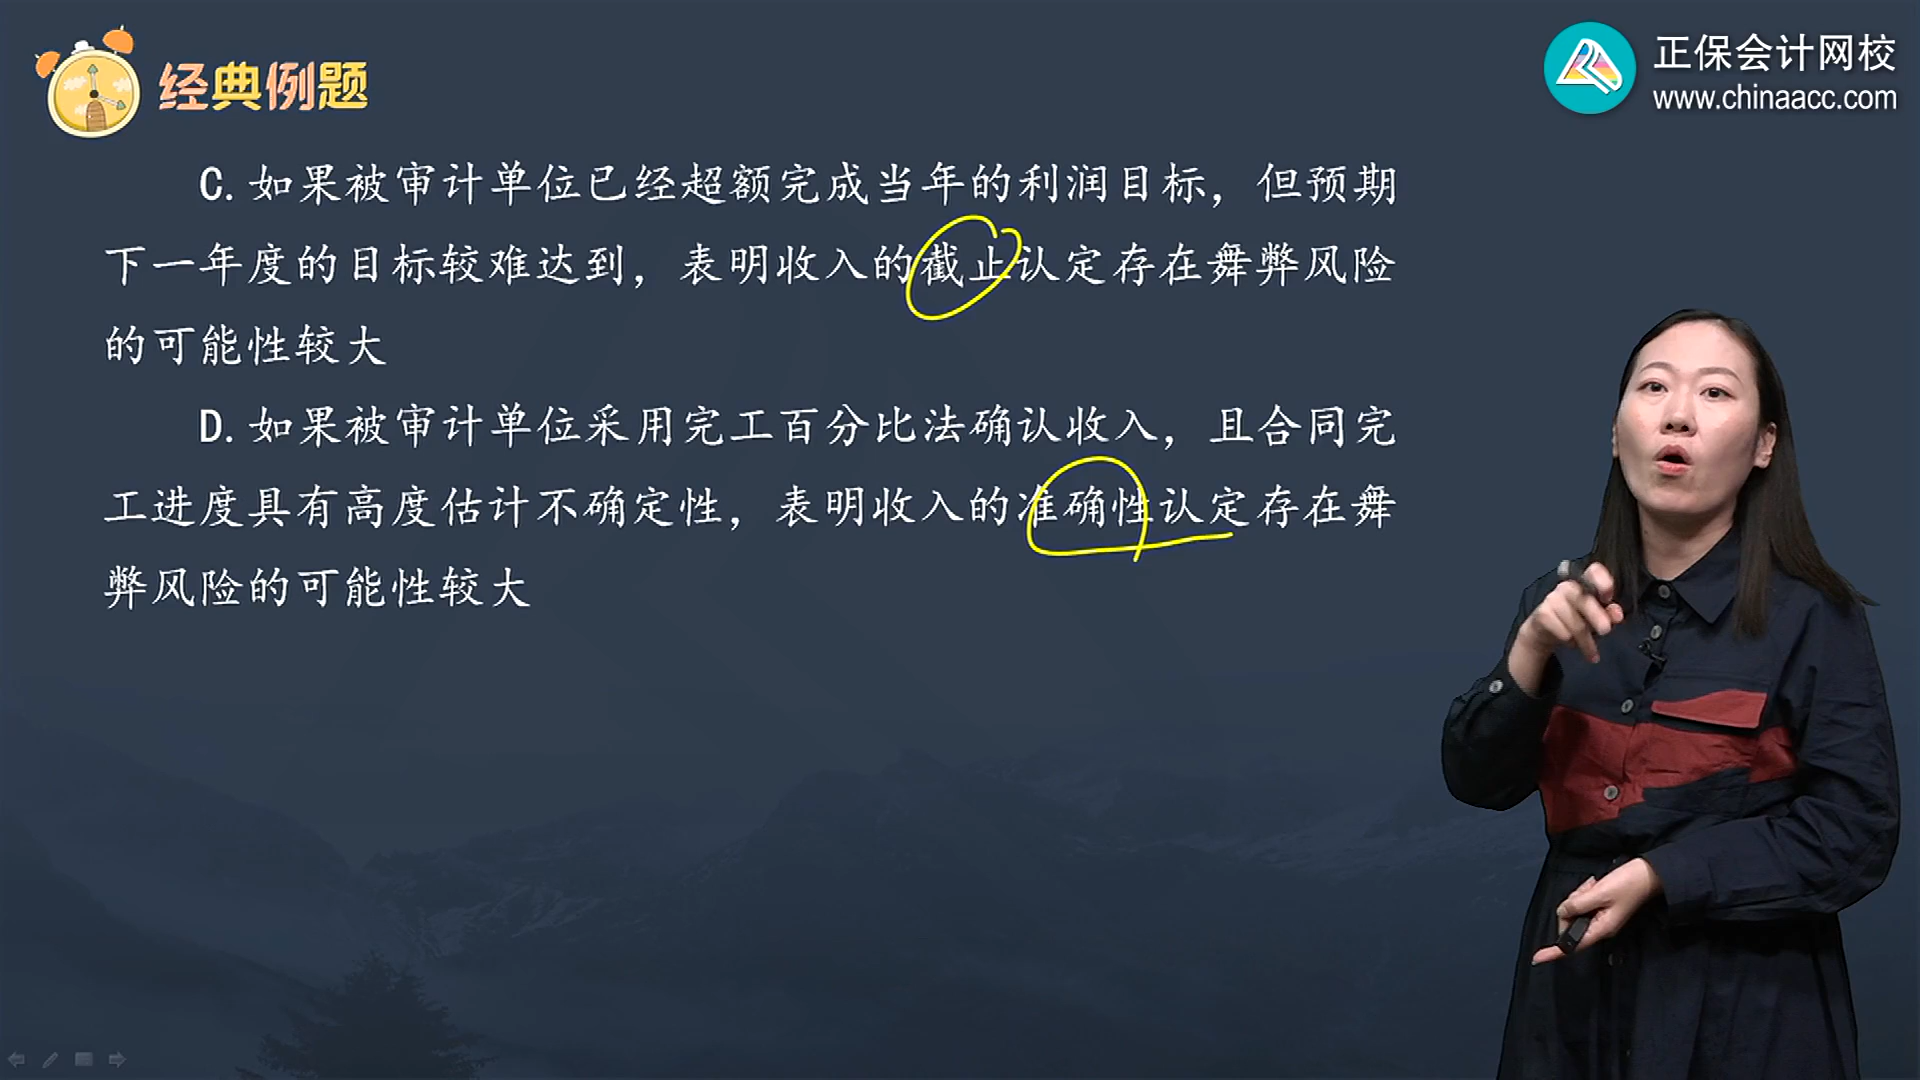 经典例题
正保会计网校
www.chinaacc.com
C.如果被审计单位已经超额完成当年的利润目标，但预期
下一年度的目标较难达到，表明收入的截止认定存在舞弊风险
的可能性较大
D.如果被审计单位采用完工百分比法确认收入，且合同完
工进度具有高度估计不确定性，表明收入的准确性认定存在舞
弊风险的可能性较大